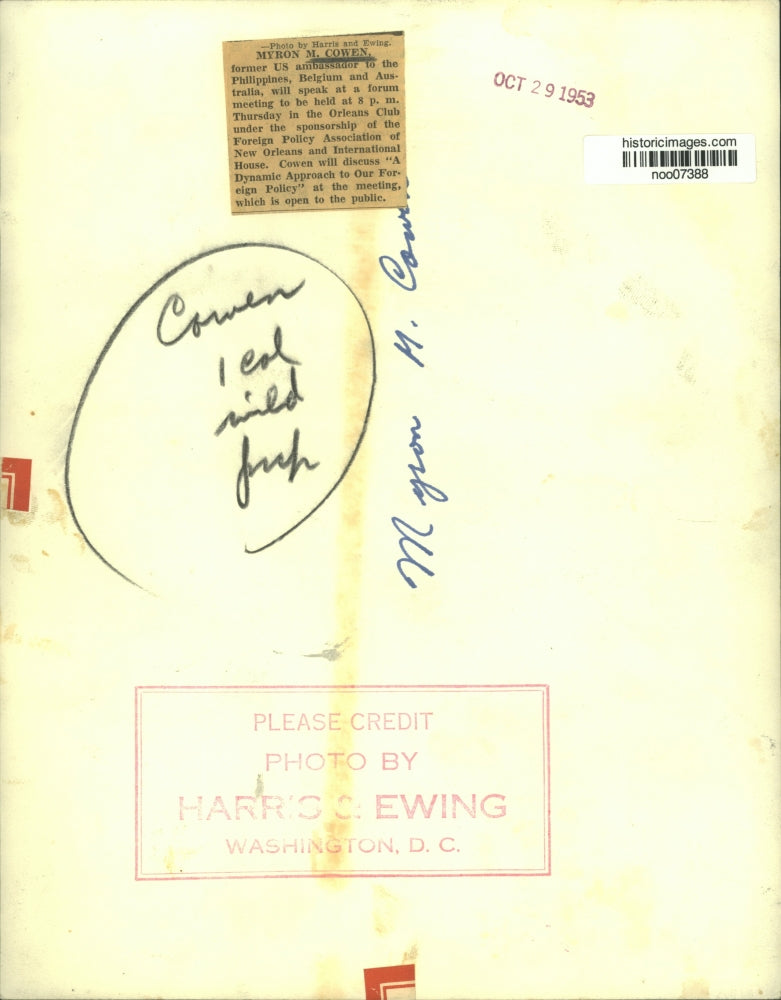 —Photo by Harris and Ewing.
MYRON M. COWEN,
former US ambassador to the
Philippines, Belgium and Aus-
tralia, will speak at a forum
meeting to be held at 8 p. m.
Thursday in the Orleans Club
under the sponsorship of the
Foreign Policy Association of
New Orleans and International
House. Cowen will discuss "A
Dynamic Approach to Our For-
eign Policy" at the meeting,
which is open to the public.
OCT 29 1953
historicimages.com
noo07388
Cowen
1 col
Myron M. Cowen
PLEASE CREDIT
PHOTO BY
HARRIS & EWING
WASHINGTON, D. C.